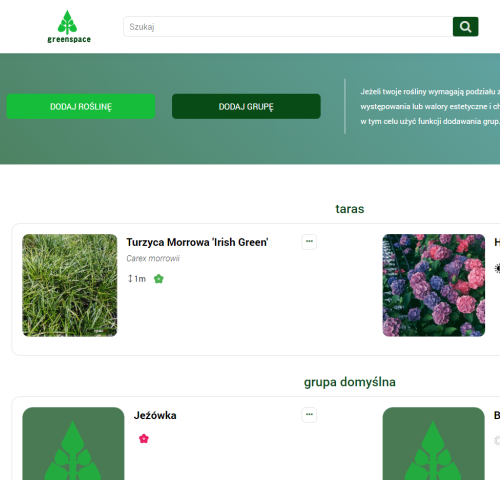 greenspace
Szukaj
DODAJ ROŚLINĘ
DODAJ GRUPĘ
Jeżeli twoje rośliny wymagają podziału z
występowania lub walory estetyczne i ch
w tym celu użyć funkcji dodawania grup.
taras
Turzyca Morrowa 'Irish Green'
Carex morrowii
1m
H
grupa domyślna
Jeżówka
B